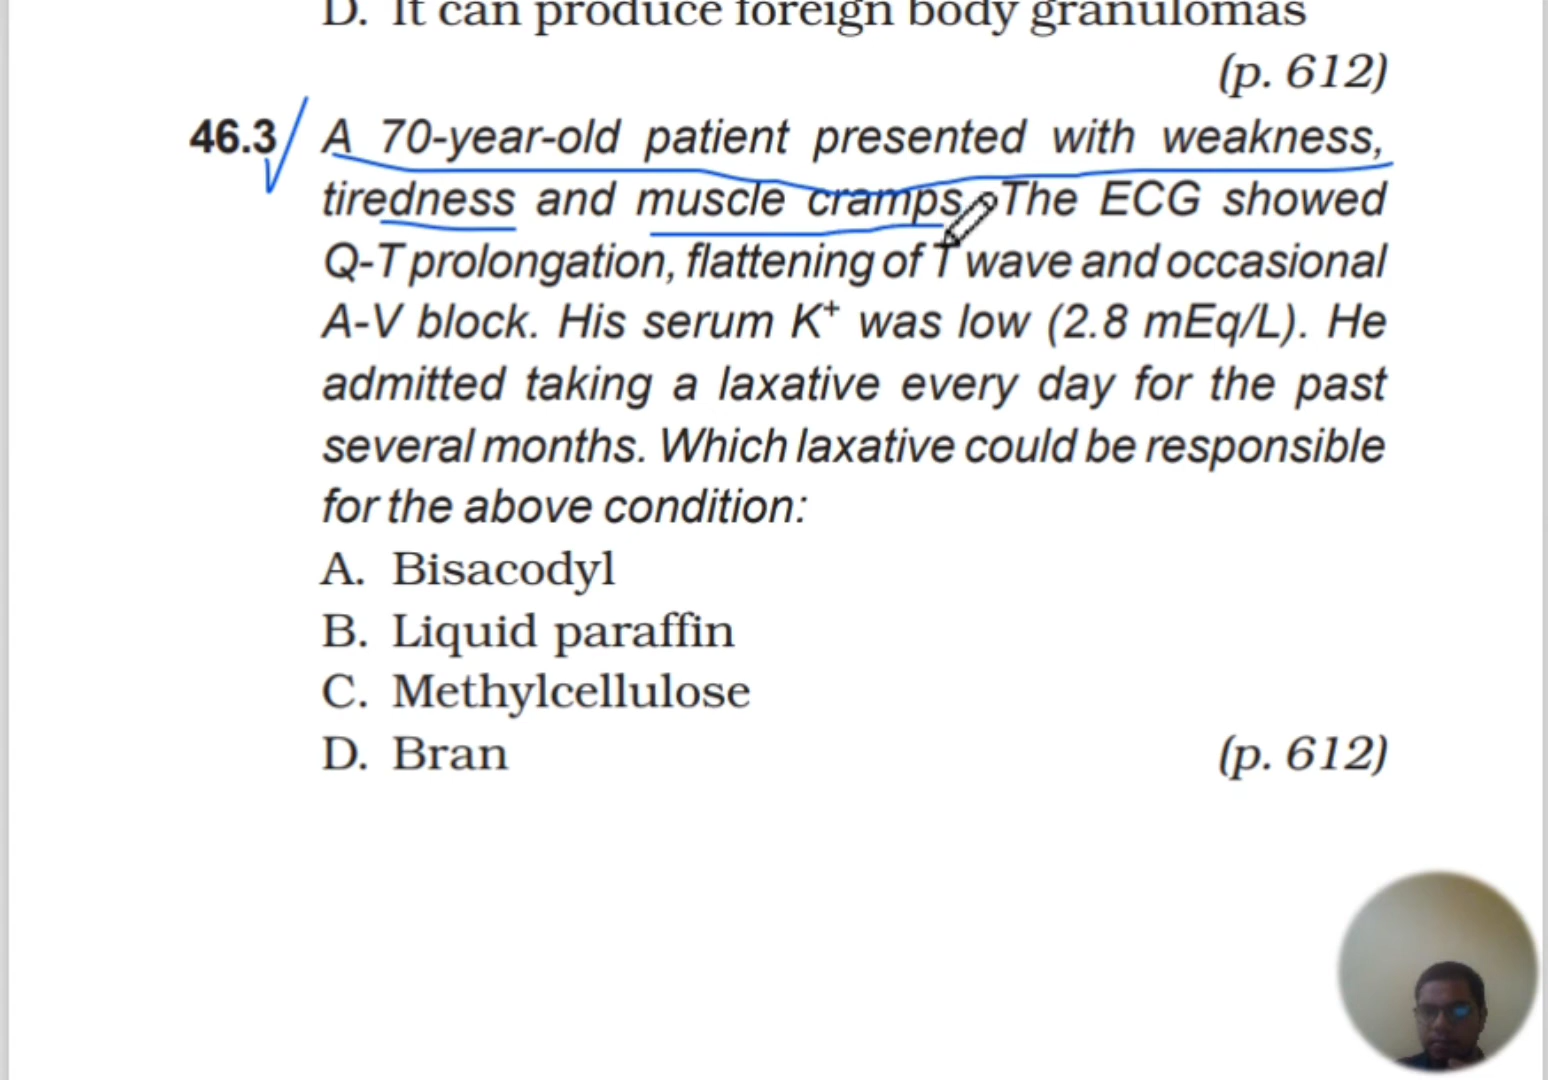 D. It can produce foreign body granulomas
(p. 612)
46.3 A 70-year-old patient presented with weakness,
tiredness and muscle cramps. The ECG showed
Q-T prolongation, flattening of T wave and occasional
A-V block. His serum K⁺ was low (2.8 mEq/L). He
admitted taking a laxative every day for the past
several months. Which laxative could be responsible
for the above condition:
A. Bisacodyl
B. Liquid paraffin
C. Methylcellulose
D. Bran (p. 612)